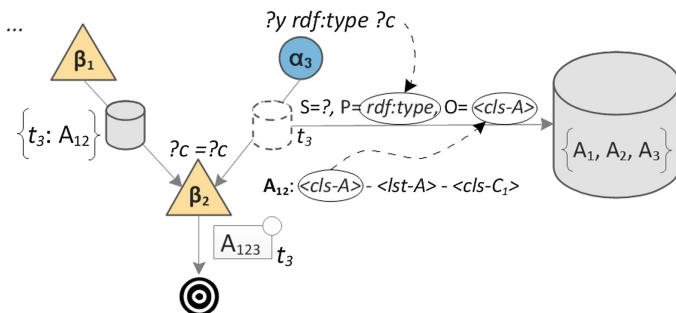 ...
?y rdf:type ?c
β₁
α₃
S=?, P= rdf:type, O= <cls-A>
{t₃: A₁₂}
t₃
?c =?c
{A₁, A₂, A₃}
A₁₂: <cls-A> - <lst-A> - <cls-C₁>
β₂
A₁₂₃ t₃